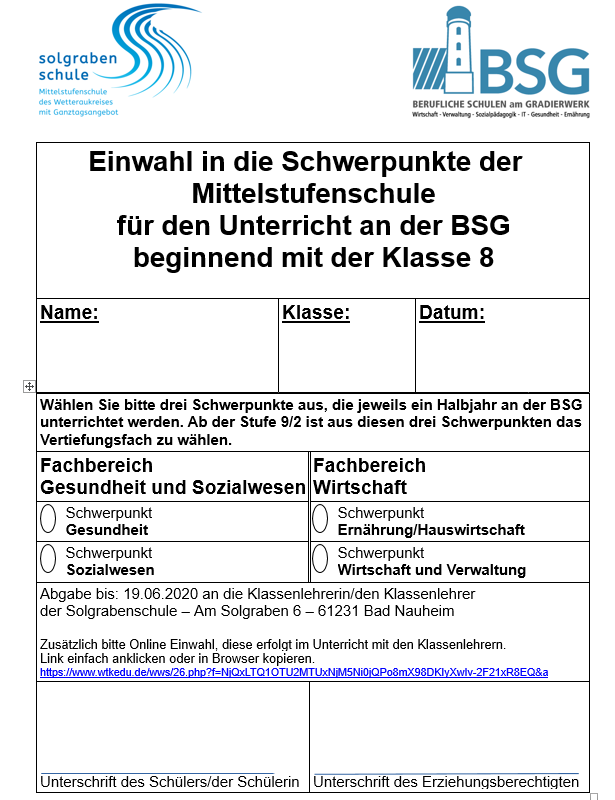 solgraben
schule
Mittelstufenschule
des Wetteraukreises
mit Ganztagsangebot
BSG
BERUFLICHE SCHULEN am GRADIERWERK
Wirtschaft · Verwaltung · Sozialpädagogik · IT · Gesundheit · Ernährung
Einwahl in die Schwerpunkte der
Mittelstufenschule
für den Unterricht an der BSG
beginnend mit der Klasse 8
Name:
Klasse:
Datum:
Wählen Sie bitte drei Schwerpunkte aus, die jeweils ein Halbjahr an der BSG
unterrichtet werden. Ab der Stufe 9/2 ist aus diesen drei Schwerpunkten das
Vertiefungsfach zu wählen.
Fachbereich
Gesundheit und Sozialwesen
Fachbereich
Wirtschaft
Schwerpunkt
Gesundheit
Schwerpunkt
Ernährung/Hauswirtschaft
Schwerpunkt
Sozialwesen
Schwerpunkt
Wirtschaft und Verwaltung
Abgabe bis: 19.06.2020 an die Klassenlehrerin/den Klassenlehrer
der Solgrabenschule – Am Solgraben 6 – 61231 Bad Nauheim
Zusätzlich bitte Online Einwahl, diese erfolgt im Unterricht mit den Klassenlehrern.
Link einfach anklicken oder in Browser kopieren.
https://www.wtkedu.de/wws/26.php?f=NjQxLTQ1OTU2MTUxNjM5Ni0jQPo8mX98DKIyXwIv-2F21xR8EQ&a
Unterschrift des Schülers/der Schülerin
Unterschrift des Erziehungsberechtigten